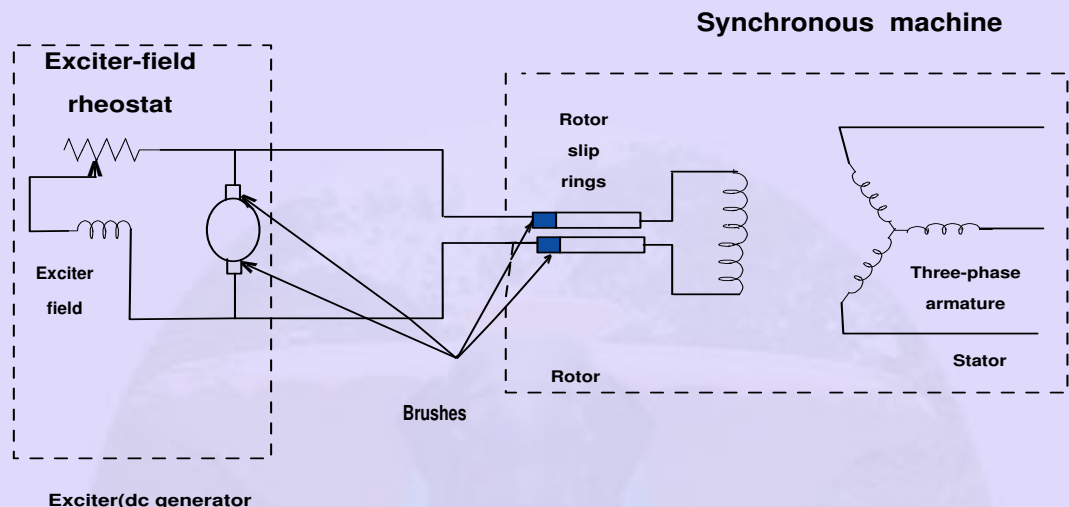 Synchronous machine
Exciter-field
rheostat
Rotor
slip
rings
Exciter
field
Three-phase
armature
Stator
Rotor
Brushes
Exciter(dc generator